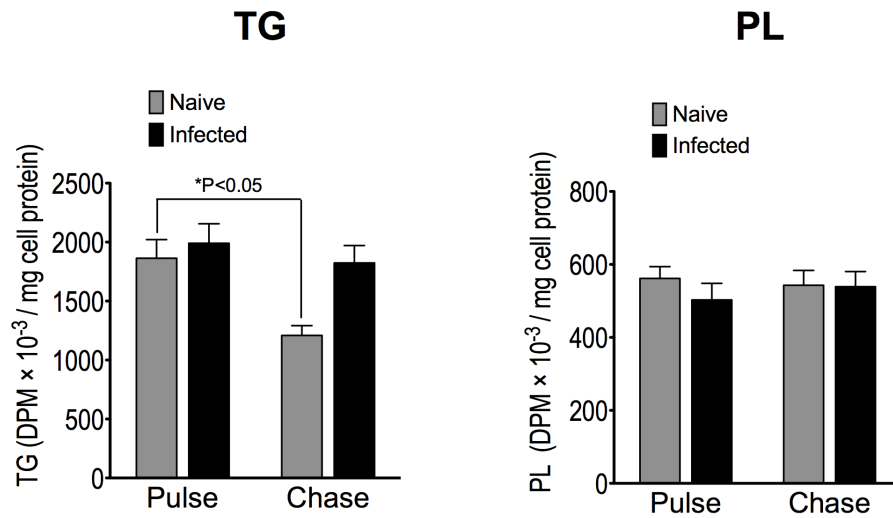 TG
Naive
Infected
*P<0.05
TG (DPM × 10⁻³ / mg cell protein)
2500
2000
1500
1000
500
0
Pulse
Chase
PL
Naive
Infected
PL (DPM × 10⁻³ / mg cell protein)
800
600
400
200
0
Pulse
Chase